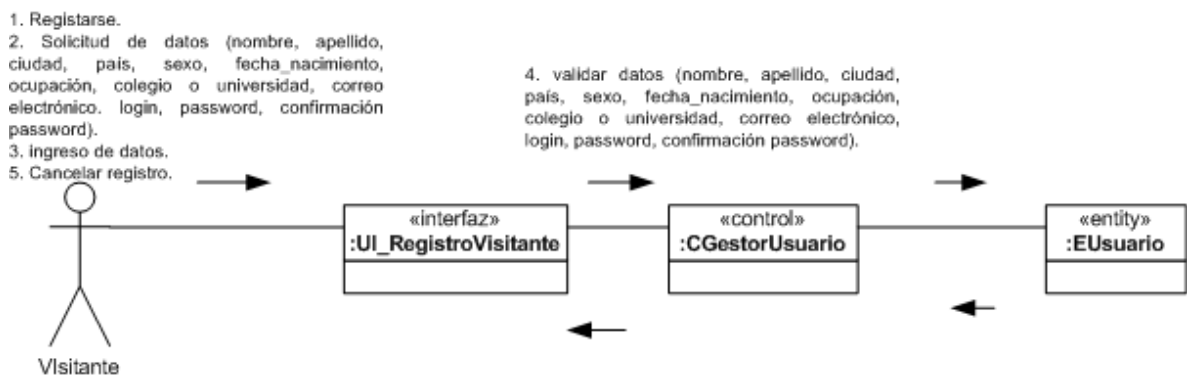 1. Registarse.
2. Solicitud de datos (nombre, apellido,
ciudad, país, sexo, fecha_nacimiento,
ocupación, colegio o universidad, correo
electrónico. login, password, confirmación
password).
3. ingreso de datos.
5. Cancelar registro.
4. validar datos (nombre, apellido, ciudad,
país, sexo, fecha_nacimiento, ocupación,
colegio o universidad, correo electrónico,
login, password, confirmación password).
«interfaz»
:UI_RegistroVisitante
«control»
:CGestorUsuario
«entity»
:EUsuario
VIsitante